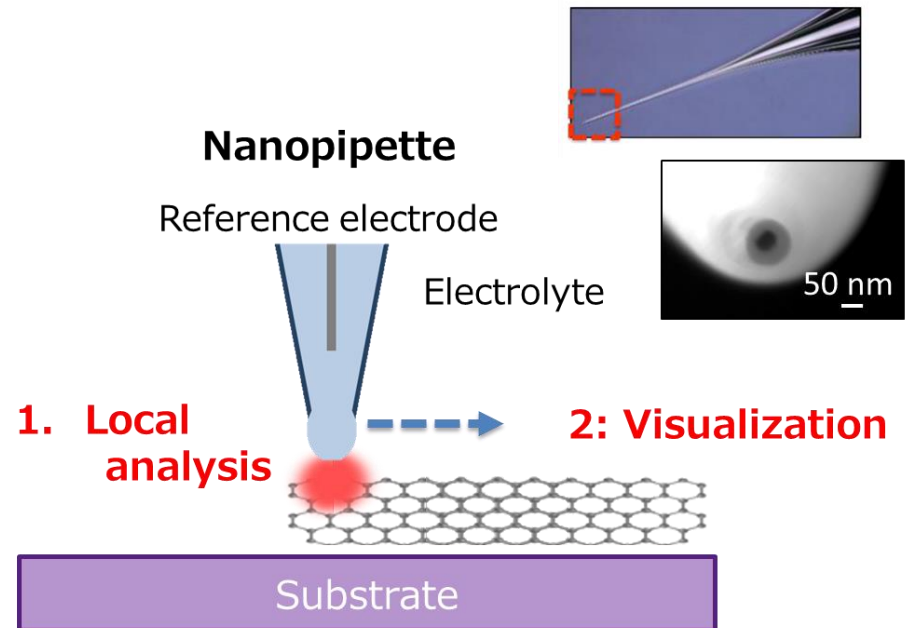 Nanopipette
Reference electrode
Electrolyte
50 nm
1. Local
analysis
2: Visualization
Substrate